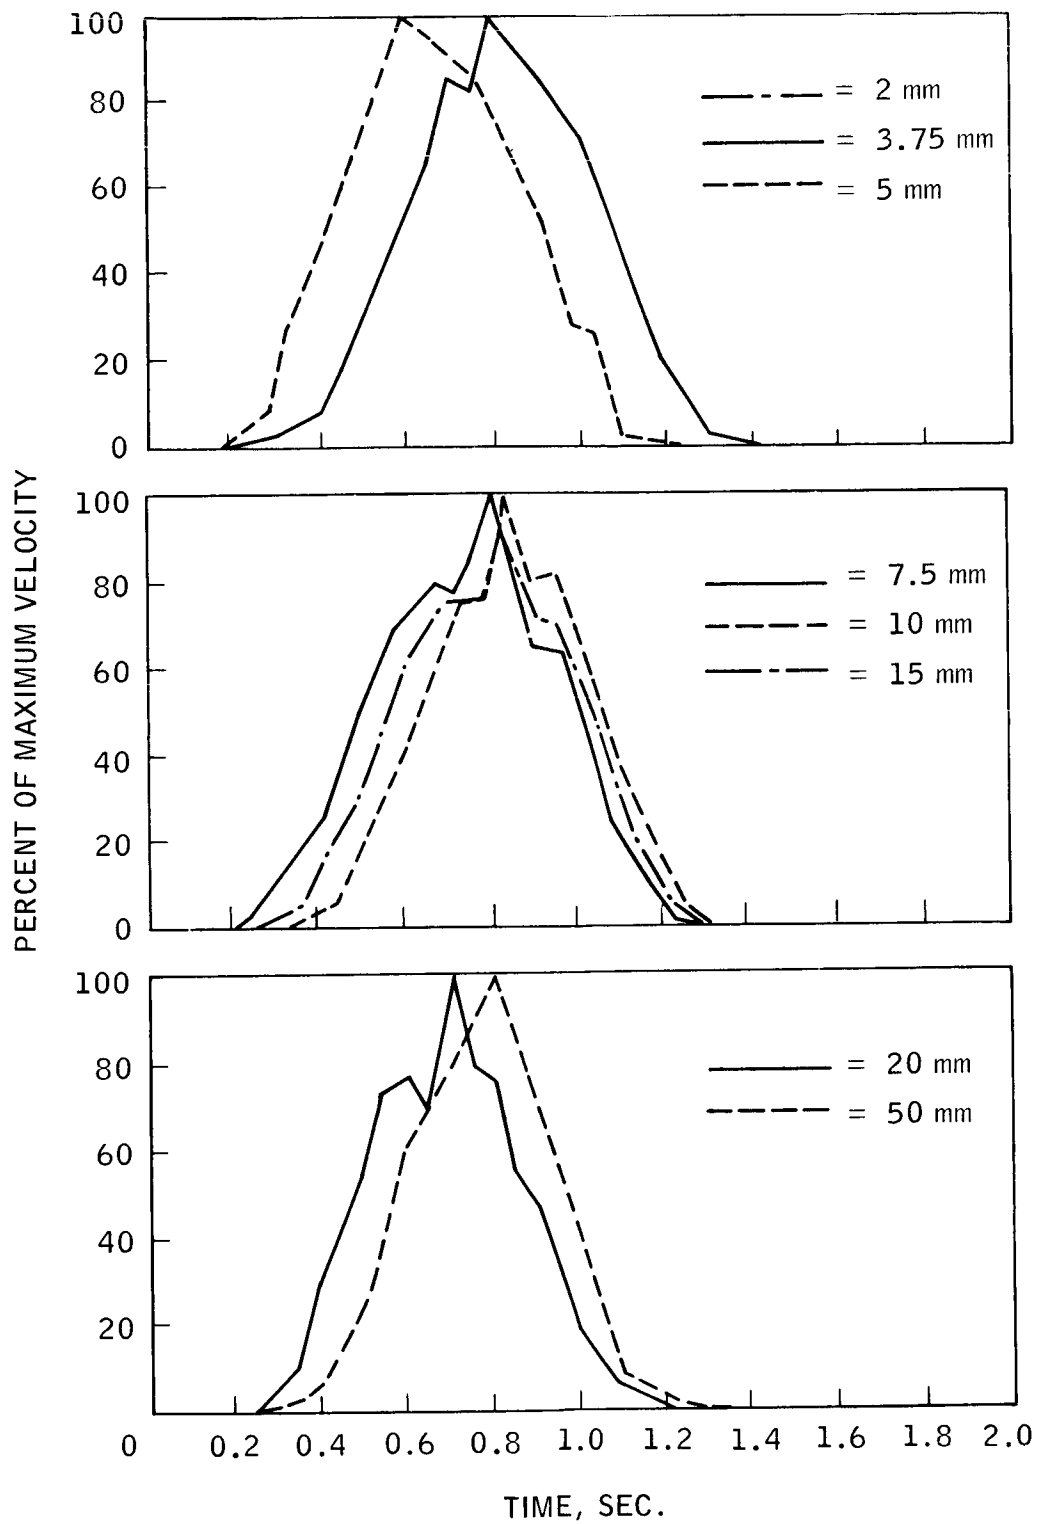 100
80
60
40
20
0
= 2 mm
= 3.75 mm
= 5 mm
PERCENT OF MAXIMUM VELOCITY
100
80
60
40
20
0
= 7.5 mm
= 10 mm
= 15 mm
100
80
60
40
20
= 20 mm
= 50 mm
0 0.2 0.4 0.6 0.8 1.0 1.2 1.4 1.6 1.8 2.0
TIME, SEC.